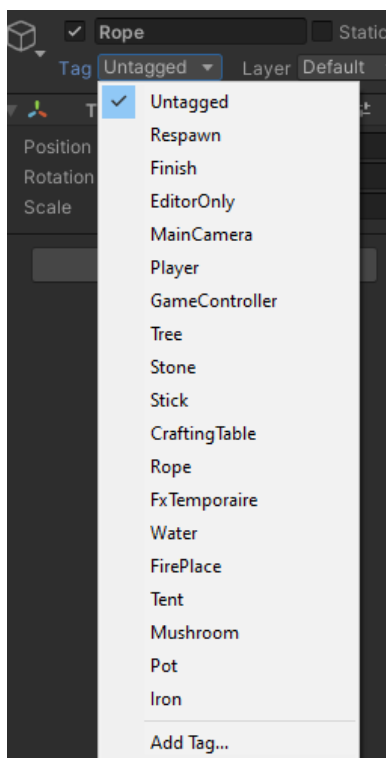 Rope Static
Tag Untagged Layer Default
T
Position
Rotation
Scale
Untagged
Respawn
Finish
EditorOnly
MainCamera
Player
GameController
Tree
Stone
Stick
CraftingTable
Rope
FxTemporaire
Water
FirePlace
Tent
Mushroom
Pot
Iron
Add Tag...